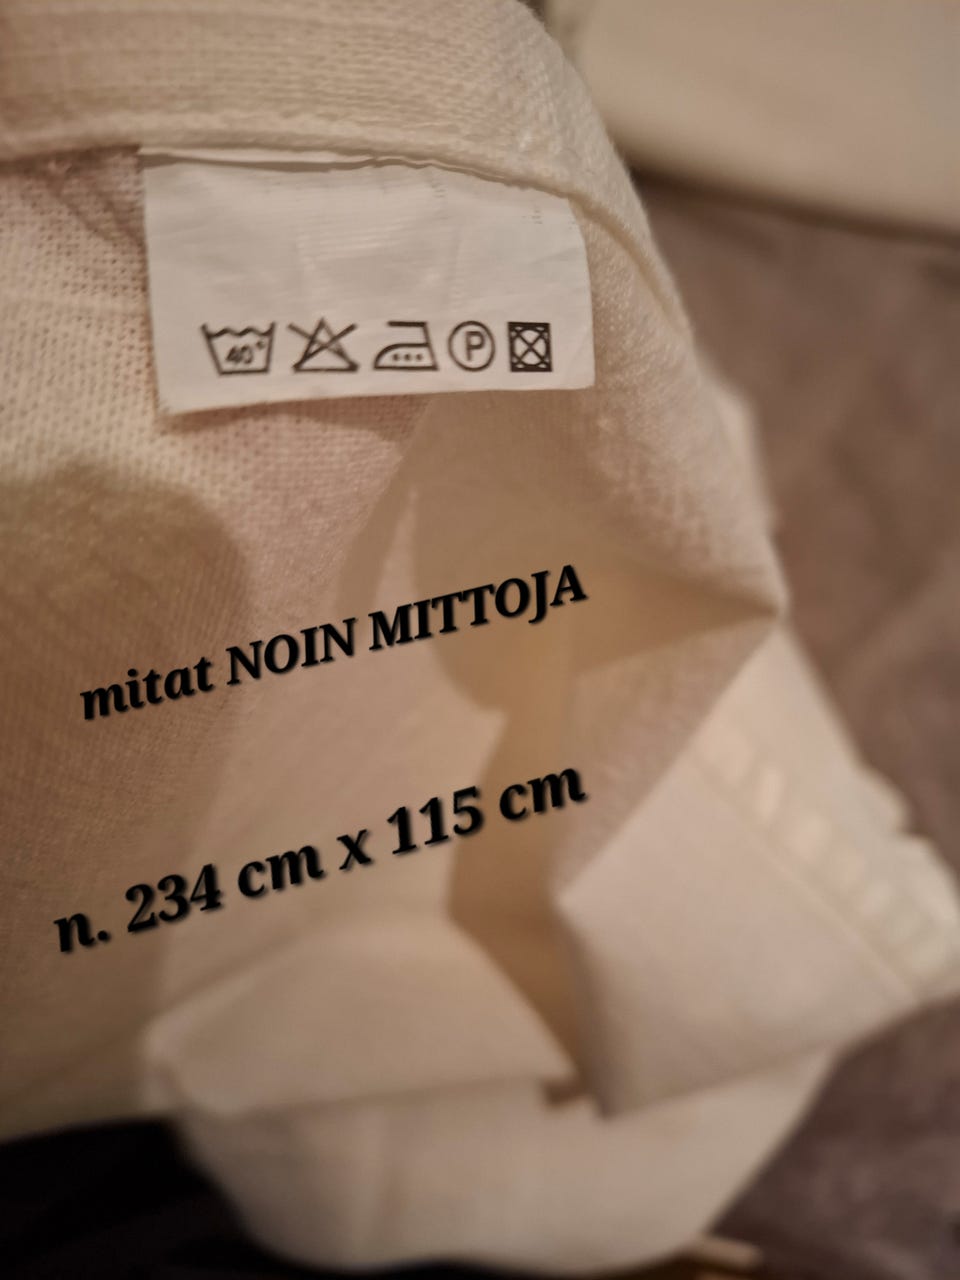 40° P
mitat NOIN MITTOJA
n. 234 cm x 115 cm